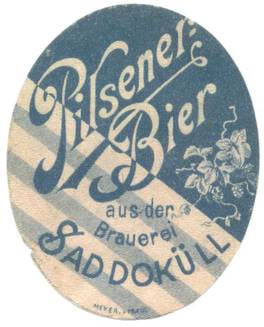 Pilsener-
Bier
aus der
Brauerei
SADDOKÜLL